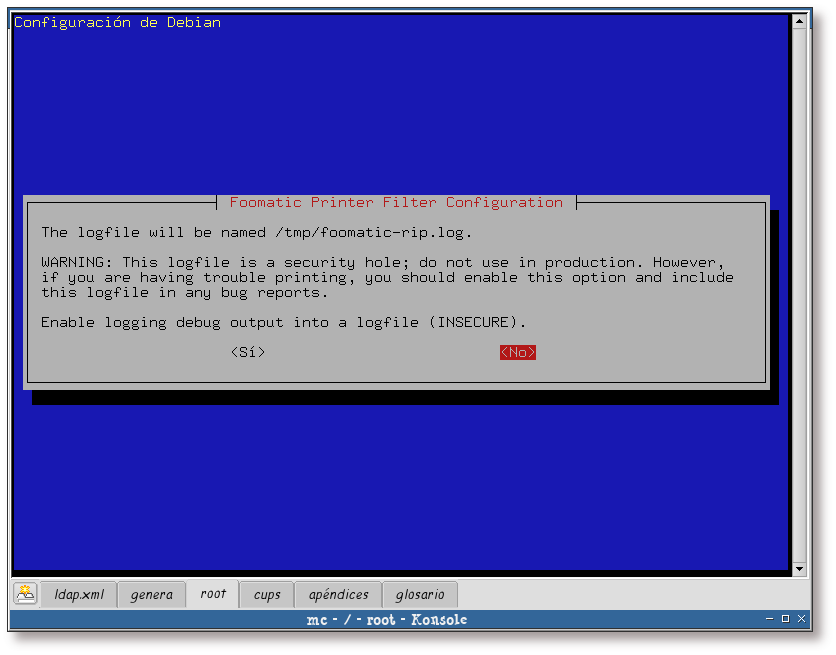 Configuración de Debian
Foomatic Printer Filter Configuration
The logfile will be named /tmp/foomatic-rip.log.
WARNING: This logfile is a security hole; do not use in production. However,
if you are having trouble printing, you should enable this option and include
this logfile in any bug reports.
Enable logging debug output into a logfile (INSECURE).
<Sí> <No>
ldap.xml genera root cups apéndices glosario
mc - / - root - Konsole